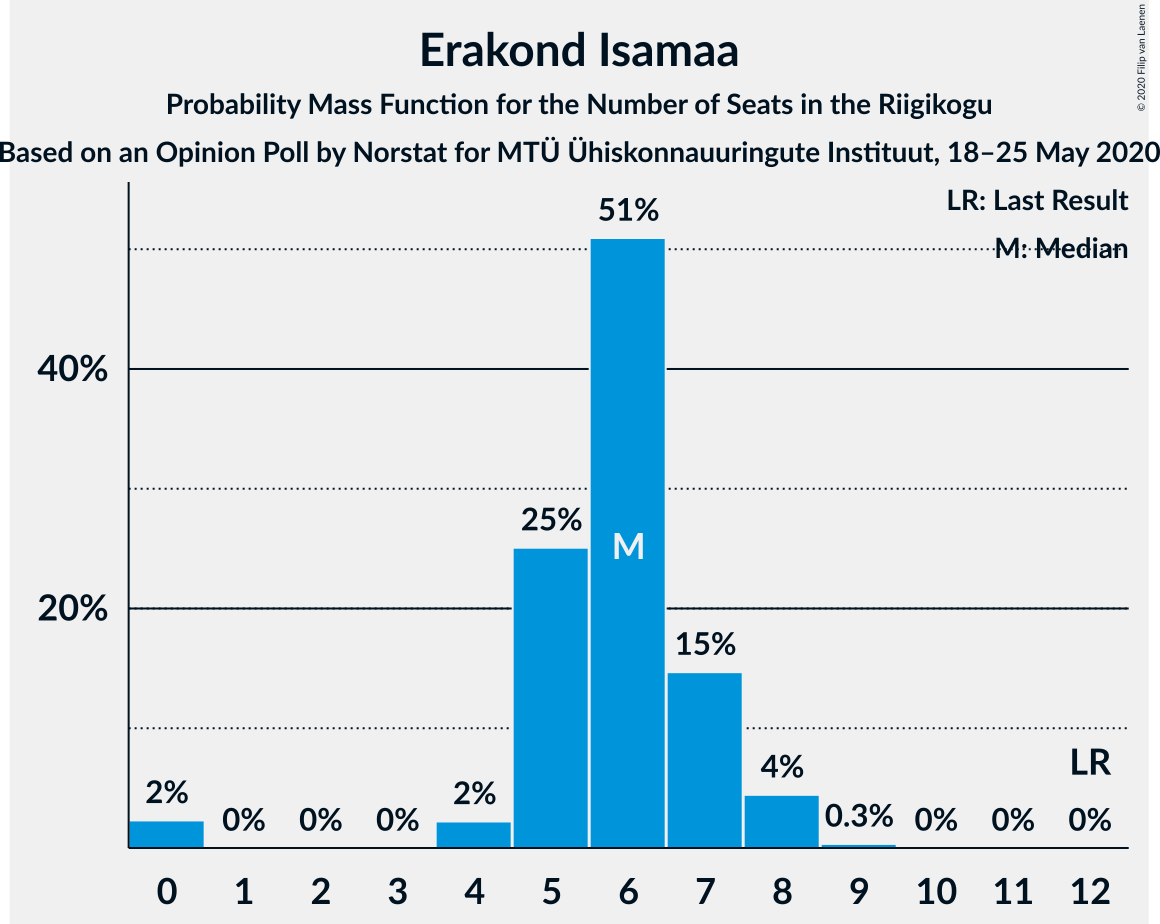 Erakond Isamaa
Probability Mass Function for the Number of Seats in the Riigikogu
Based on an Opinion Poll by Norstat for MTÜ Ühiskonnauuringute Instituut, 18–25 May 2020
© 2020 Filip van Laenen
LR: Last Result
M: Median
51%
40%
25%
M
20%
15%
2%
0%
0%
0%
2%
4%
0.3%
0%
0%
LR
0%
0 1 2 3 4 5 6 7 8 9 10 11 12